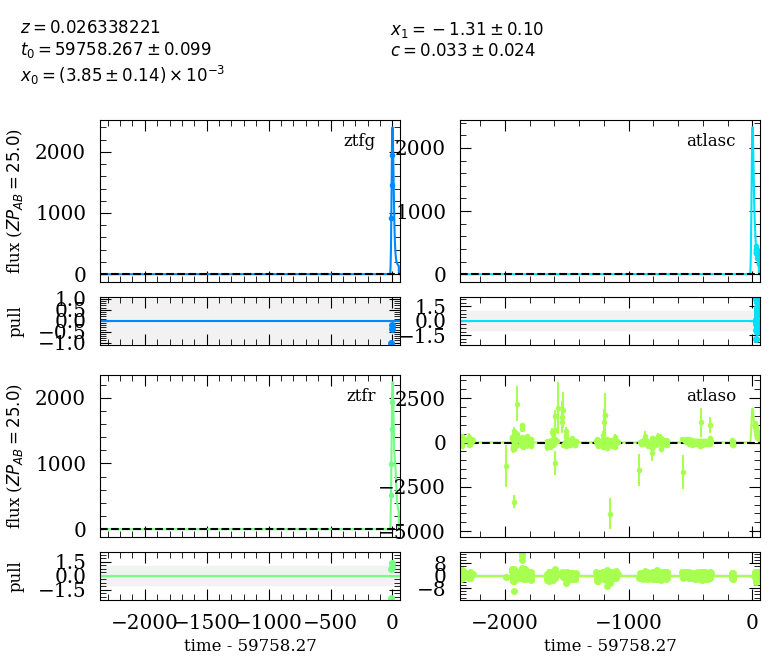 z = 0.026338221
t₀ = 59758.267 ± 0.099
x₀ = (3.85 ± 0.14) × 10⁻³
x₁ = −1.31 ± 0.10
c = 0.033 ± 0.024
flux (ZP_AB = 25.0)
2000
1000
0
ztfg
2000
1000
0
atlasc
pull
1.0
0.5
0.0
−0.5
−1.0
1.5
0.0
−1.5
flux (ZP_AB = 25.0)
2000
1000
0
ztfr
2500
0
−2500
−5000
atlaso
pull
1.5
0.0
−1.5
8
0
−8
−2000 −1500 −1000 −500 0
time - 59758.27
−2000 −1000 0
time - 59758.27